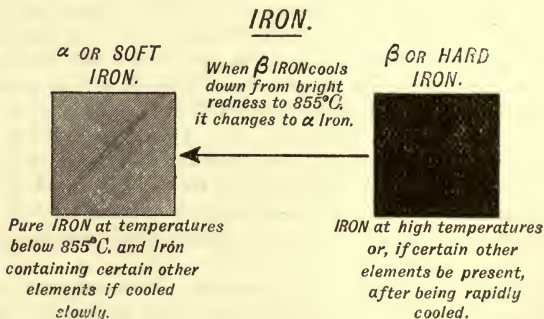 IRON.
α OR SOFT
IRON.
When β IRON cools
down from bright
redness to 855°C.
it changes to α Iron.
β OR HARD
IRON.
Pure IRON at temperatures
below 855°C. and Iron
containing certain other
elements if cooled
slowly.
IRON at high temperatures
or, if certain other
elements be present,
after being rapidly
cooled.